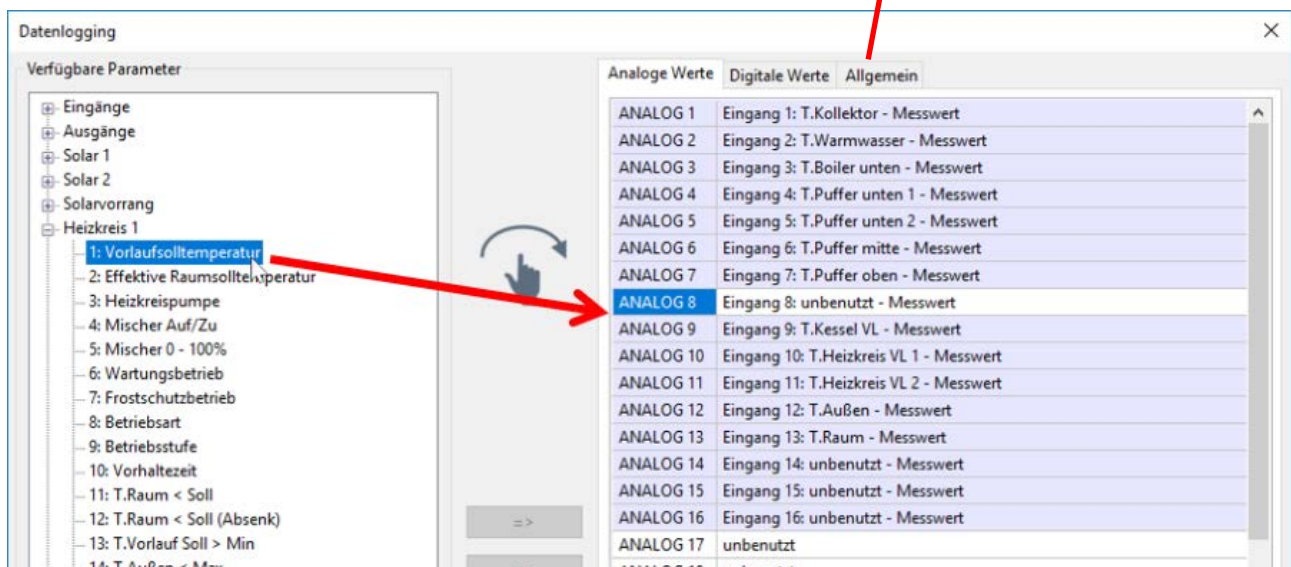 Datenlogging
Verfügbare Parameter
Eingänge
Ausgänge
Solar 1
Solar 2
Solarvorrang
Heizkreis 1
1: Vorlaufsolltemperatur
2: Effektive Raumsolltemperatur
3: Heizkreispumpe
4: Mischer Auf/Zu
5: Mischer 0 - 100%
6: Wartungsbetrieb
7: Frostschutzbetrieb
8: Betriebsart
9: Betriebsstufe
10: Vorhaltezeit
11: T.Raum < Soll
12: T.Raum < Soll (Absenk)
13: T.Vorlauf Soll > Min
14: T.Außen < Max
=>
Analoge Werte Digitale Werte Allgemein
ANALOG 1 Eingang 1: T.Kollektor - Messwert
ANALOG 2 Eingang 2: T.Warmwasser - Messwert
ANALOG 3 Eingang 3: T.Boiler unten - Messwert
ANALOG 4 Eingang 4: T.Puffer unten 1 - Messwert
ANALOG 5 Eingang 5: T.Puffer unten 2 - Messwert
ANALOG 6 Eingang 6: T.Puffer mitte - Messwert
ANALOG 7 Eingang 7: T.Puffer oben - Messwert
ANALOG 8 Eingang 8: unbenutzt - Messwert
ANALOG 9 Eingang 9: T.Kessel VL - Messwert
ANALOG 10 Eingang 10: T.Heizkreis VL 1 - Messwert
ANALOG 11 Eingang 11: T.Heizkreis VL 2 - Messwert
ANALOG 12 Eingang 12: T.Außen - Messwert
ANALOG 13 Eingang 13: T.Raum - Messwert
ANALOG 14 Eingang 14: unbenutzt - Messwert
ANALOG 15 Eingang 15: unbenutzt - Messwert
ANALOG 16 Eingang 16: unbenutzt - Messwert
ANALOG 17 unbenutzt